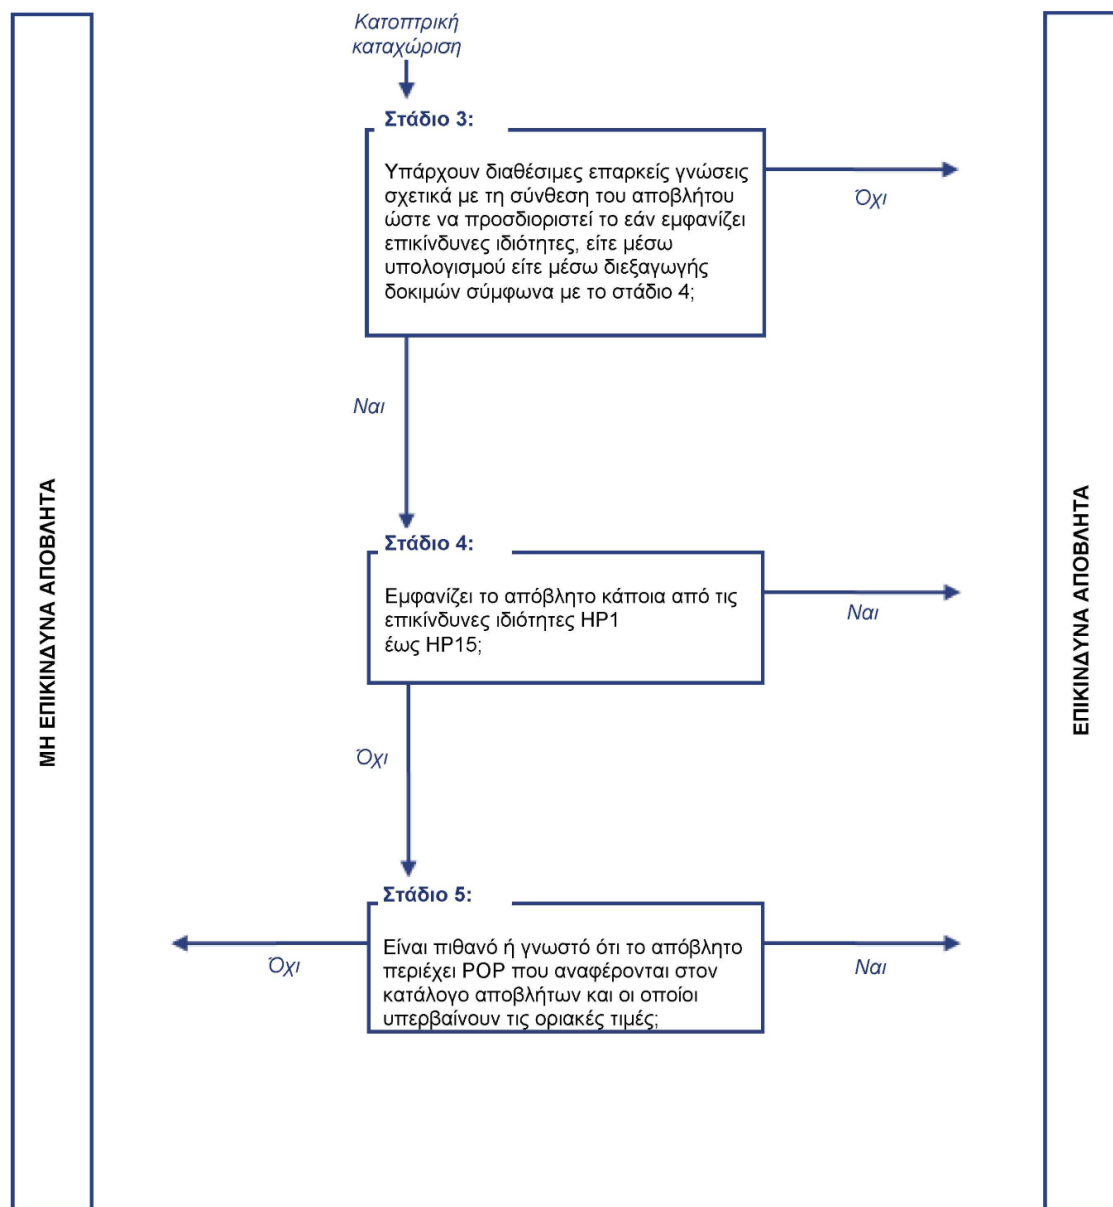 Κατοπτρική
καταχώριση
Στάδιο 3:
Υπάρχουν διαθέσιμες επαρκείς γνώσεις
σχετικά με τη σύνθεση του αποβλήτου
ώστε να προσδιοριστεί το εάν εμφανίζει
επικίνδυνες ιδιότητες, είτε μέσω
υπολογισμού είτε μέσω διεξαγωγής
δοκιμών σύμφωνα με το στάδιο 4;
Όχι
Ναι
Στάδιο 4:
Εμφανίζει το απόβλητο κάποια από τις
επικίνδυνες ιδιότητες HP1
έως HP15;
Ναι
Όχι
Στάδιο 5:
Είναι πιθανό ή γνωστό ότι το απόβλητο
περιέχει POP που αναφέρονται στον
κατάλογο αποβλήτων και οι οποίοι
υπερβαίνουν τις οριακές τιμές;
Όχι
Ναι
ΜΗ ΕΠΙΚΙΝΔΥΝΑ ΑΠΟΒΛΗΤΑ
ΕΠΙΚΙΝΔΥΝΑ ΑΠΟΒΛΗΤΑ